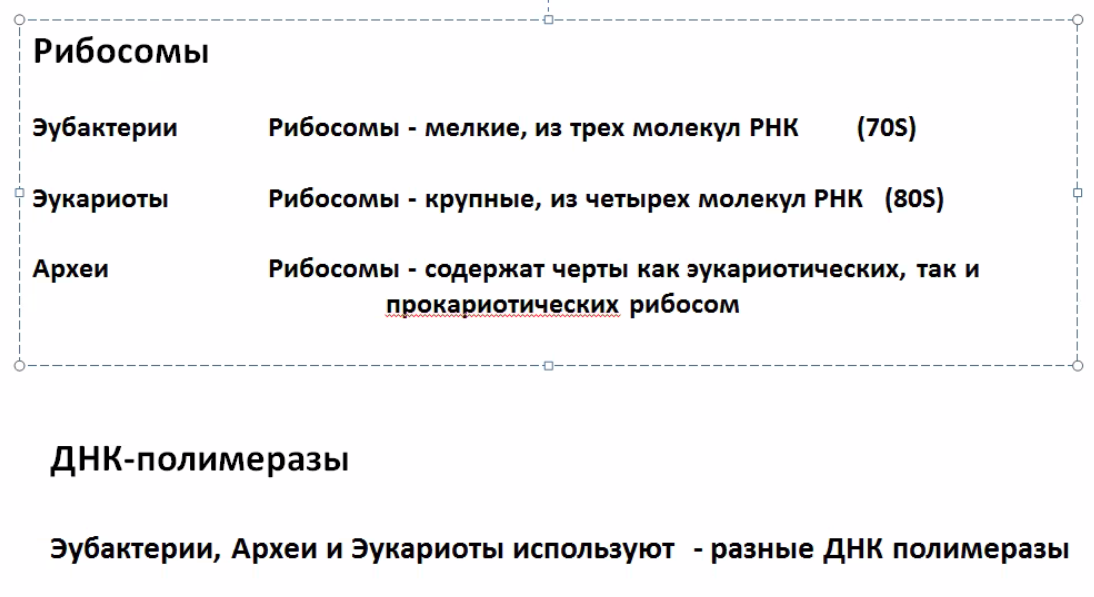 Рибосомы
Эубактерии Рибосомы - мелкие, из трех молекул РНК (70S)
Эукариоты Рибосомы - крупные, из четырех молекул РНК (80S)
Археи Рибосомы - содержат черты как эукариотических, так и
прокариотических рибосом
ДНК-полимеразы
Эубактерии, Археи и Эукариоты используют - разные ДНК полимеразы